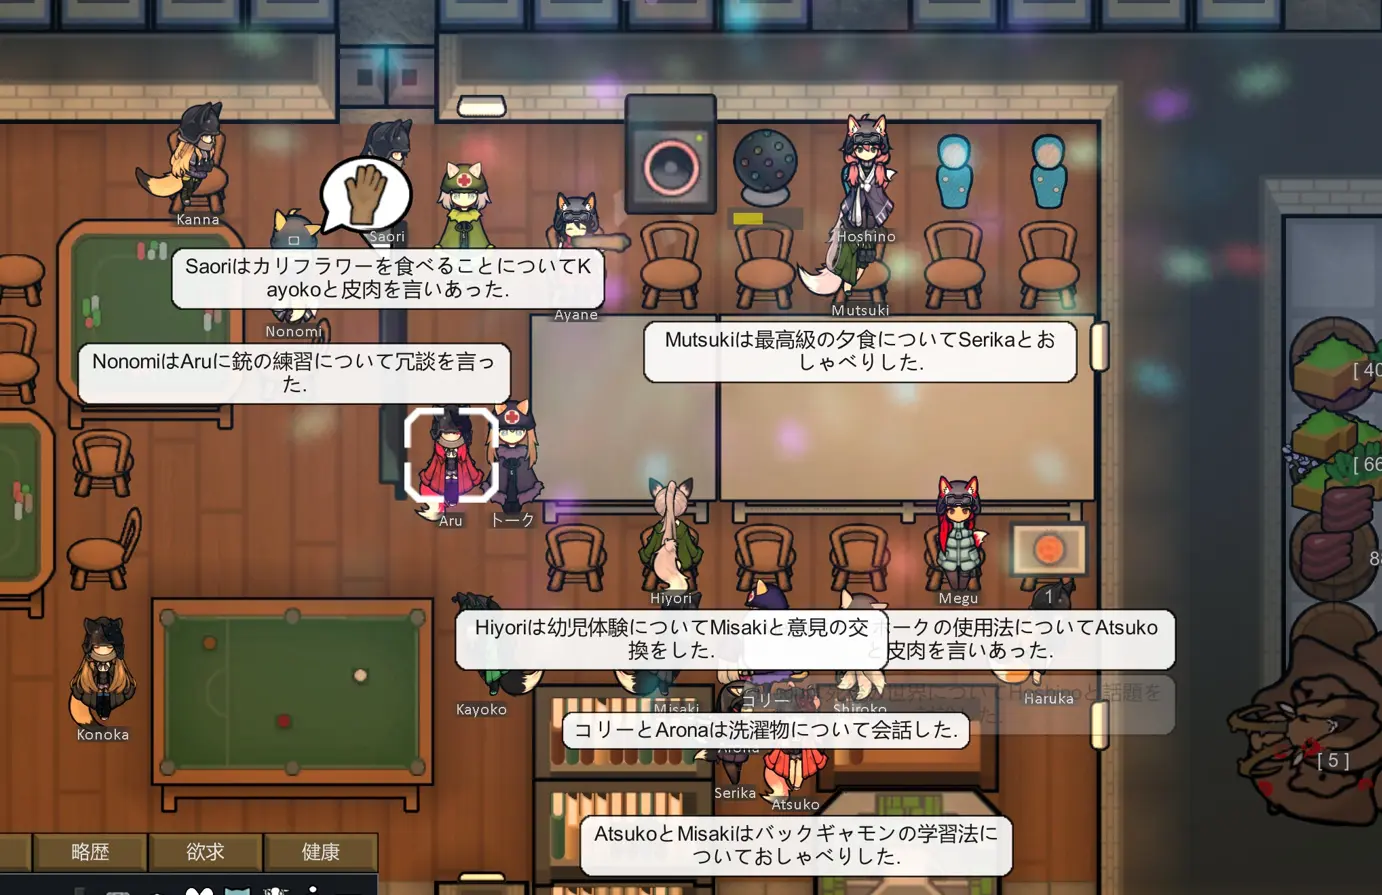 Kanna
Saori
Hoshino
Saoriはカリフラワーを食べることについてK
ayokoと皮肉を言いあった.
Mutsuki
Ayane
Nonomi
Mutsukiは最高級の夕食についてSerikaとお
しゃべりした.
NonomiはAruに銃の練習について冗談を言っ
た.
[ 40
[ 66
Aru
トーク
8
Hiyori
Megu
1
Hiyoriは幼児体験についてMisakiと意見の交
換をした.
ークの使用法についてAtsuko
と皮肉を言いあった.
Kayoko
Misaki
コリー
Shiroko
Haruka
Konoka
コリーとAronaは洗濯物について会話した.
Arona
[ 5 ]
Serika
Atsuko
AtsukoとMisakiはバックギャモンの学習法に
ついておしゃべりした.
略歴
欲求
健康